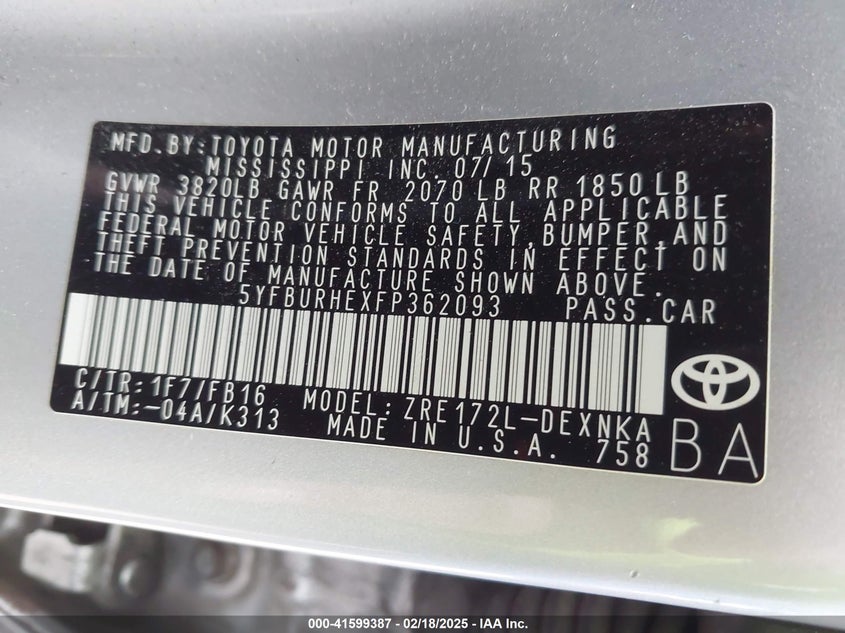 MFD. BY: TOYOTA MOTOR MANUFACTURING
MISSISSIPPI INC. 07/15
GVWR 3820LB GAWR FR 2070 LB RR 1850 LB
THIS VEHICLE CONFORMS TO ALL APPLICABLE
FEDERAL MOTOR VEHICLE SAFETY, BUMPER, AND
THEFT PREVENTION STANDARDS IN EFFECT ON
THE DATE OF MANUFACTURE SHOWN ABOVE.
5YFBURHEXFP362093 PASS. CAR
C/TR: 1F7/FB16
A/TM: -04A/K313
MODEL: ZRE172L-DEXNKA
MADE IN U.S.A. 758
BA
000-41599387 - 02/18/2025 - IAA Inc.